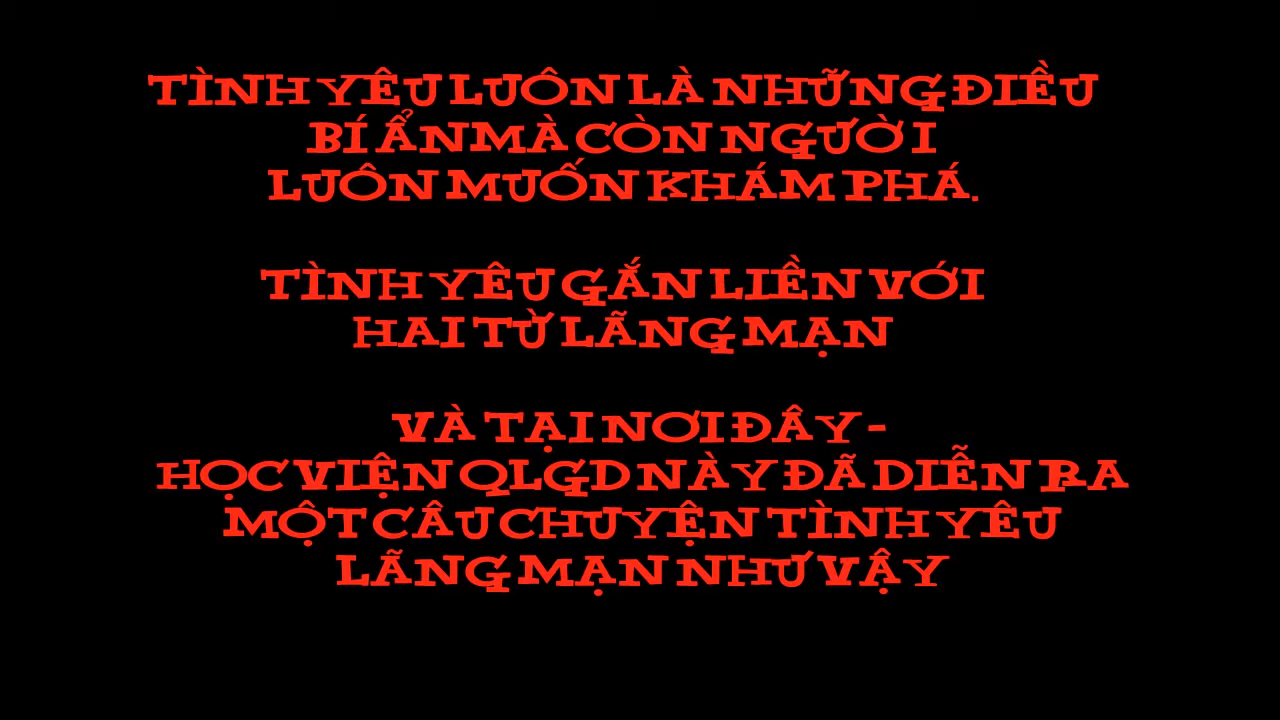 TÌNH YÊU LUÔN LÀ NHỮNG ĐIỀU
BÍ ẨN MÀ CÒN NGƯỜI
LUÔN MUỐN KHÁM PHÁ.
TÌNH YÊU GẮN LIỀN VỚI
HAI TỪ LÃNG MẠN
VÀ TẠI NƠI ĐÂY -
HỌC VIỆN QLGD NÀY ĐÃ DIỄN RA
MỘT CÂU CHUYỆN TÌNH YÊU
LÃNG MẠN NHƯ VẬY